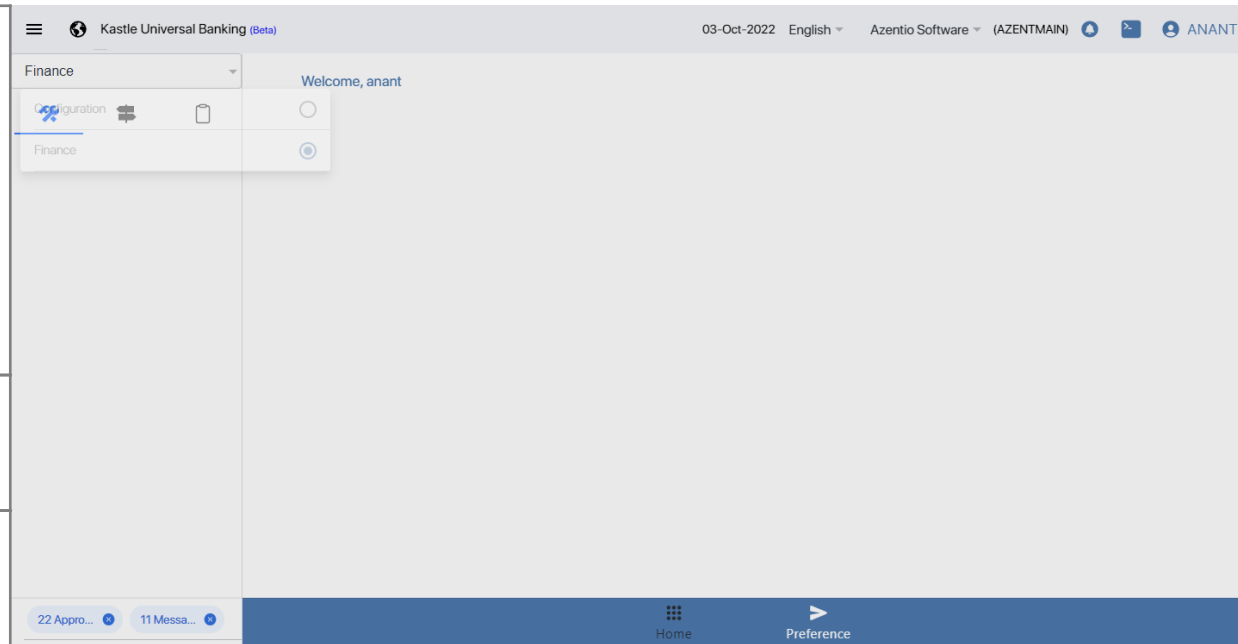 Kastle Universal Banking (Beta) 03-Oct-2022 English Azentio Software (AZENTMAIN) ANANT
Finance
Welcome, anant
Configuration
Finance
22 Appro... 11 Messa...
Home Preference